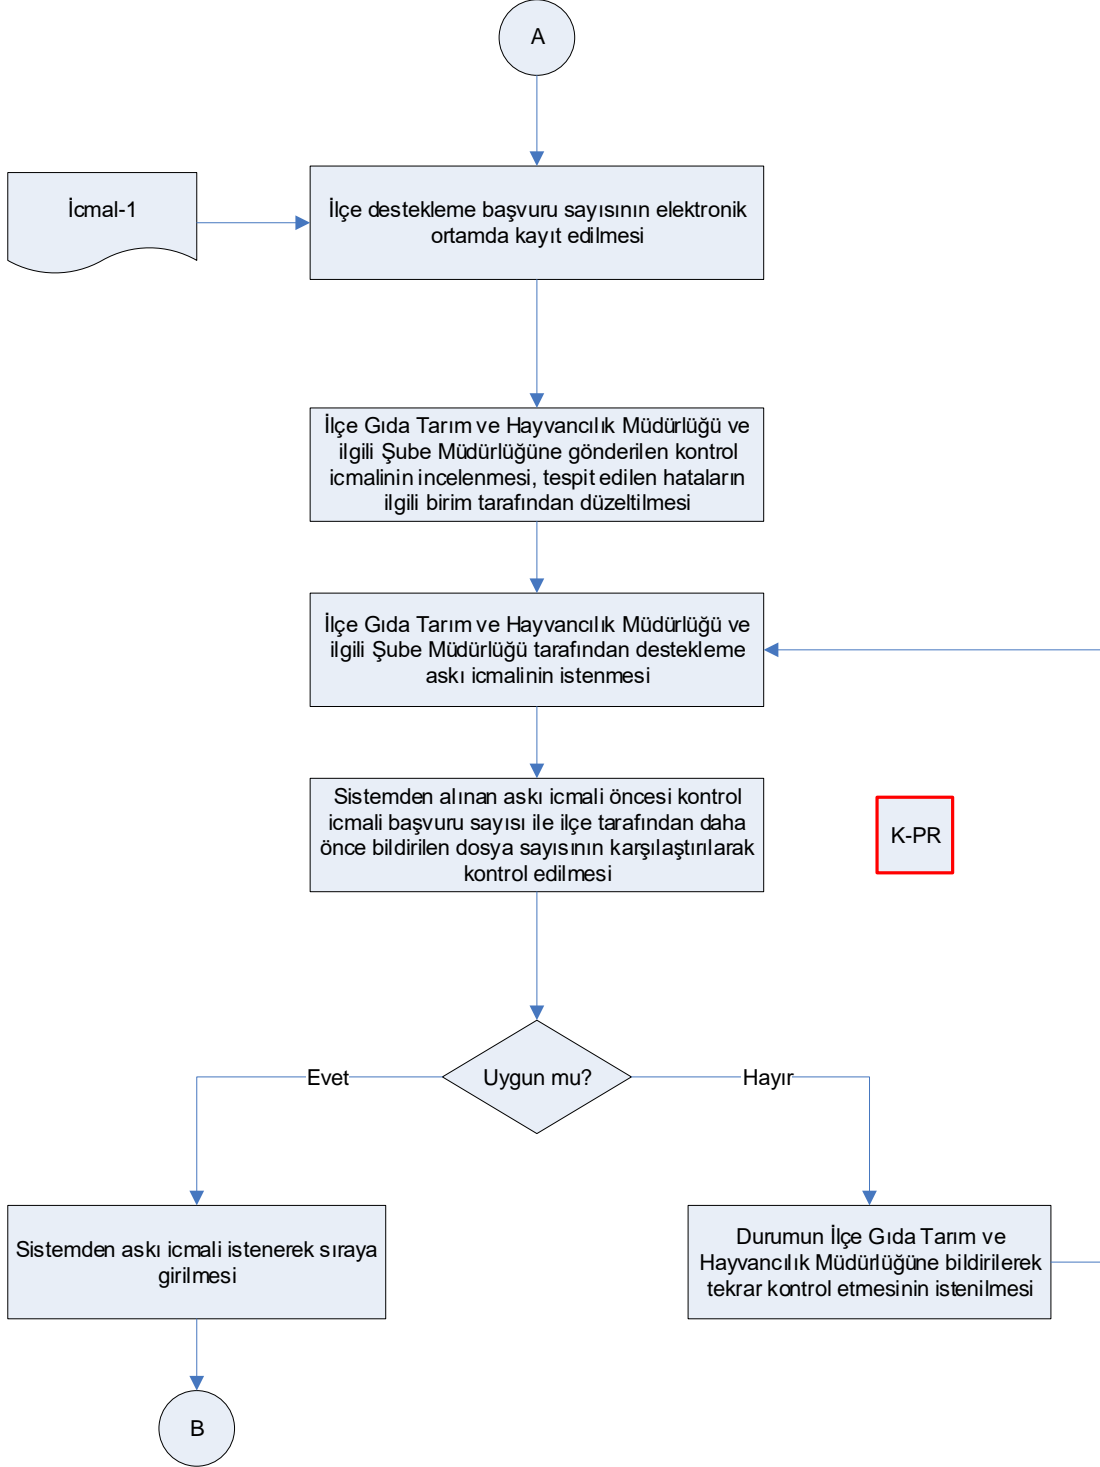 A
İcmal-1
İlçe destekleme başvuru sayısının elektronik
ortamda kayıt edilmesi
İlçe Gıda Tarım ve Hayvancılık Müdürlüğü ve
ilgili Şube Müdürlüğüne gönderilen kontrol
icmalinin incelenmesi, tespit edilen hataların
ilgili birim tarafından düzeltilmesi
İlçe Gıda Tarım ve Hayvancılık Müdürlüğü ve
ilgili Şube Müdürlüğü tarafından destekleme
askı icmalinin istenmesi
Sistemden alınan askı icmali öncesi kontrol
icmali başvuru sayısı ile ilçe tarafından daha
önce bildirilen dosya sayısının karşılaştırılarak
kontrol edilmesi
K-PR
Uygun mu?
Evet
Hayır
Sistemden askı icmali istenerek sıraya
girilmesi
Durumun İlçe Gıda Tarım ve
Hayvancılık Müdürlüğüne bildirilerek
tekrar kontrol etmesinin istenilmesi
B